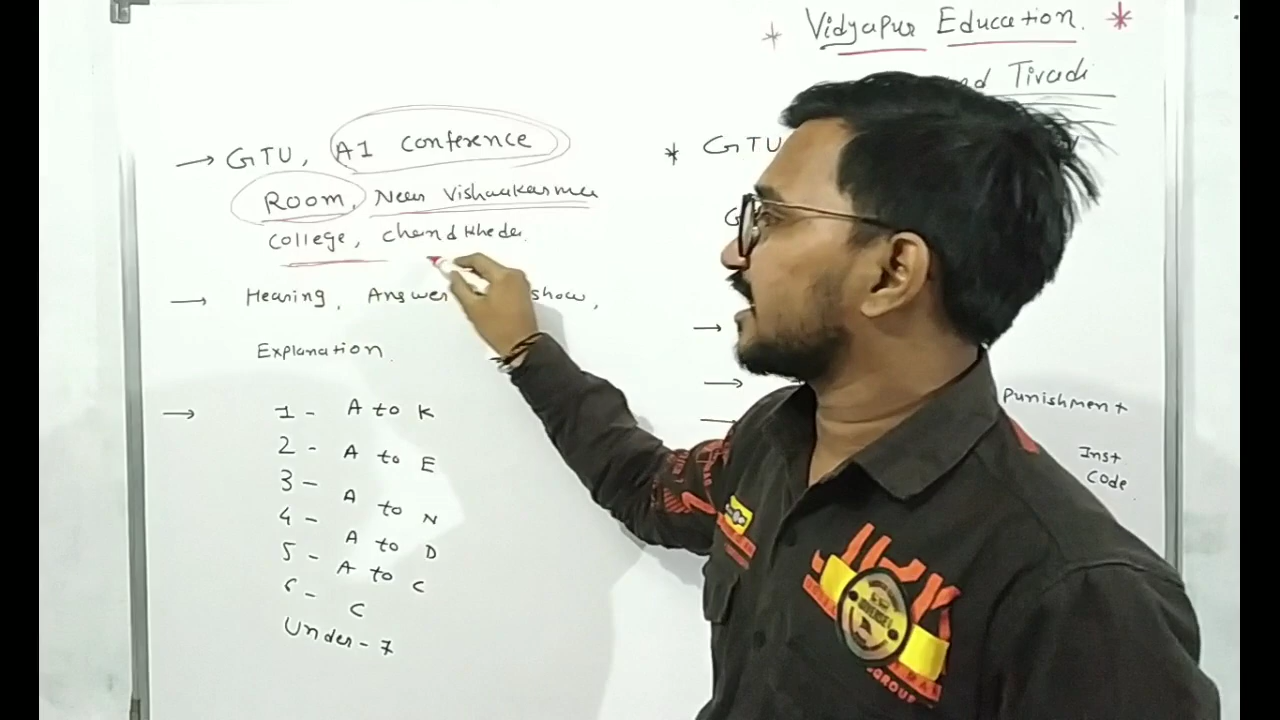 * Vidyapur Education. *
Tivadi
→ GTU, A1 Conference
Room, Near Vishwakarma
College, Chandkheda.
→ Hearing, Answer show,
Explanation.
→ 1 - A to K
2 - A to E
3 - A to N
4 - A to D
5 - A to C
6 - C
Under - 7
* GTU
→
→
→
Punishment
Inst
Code